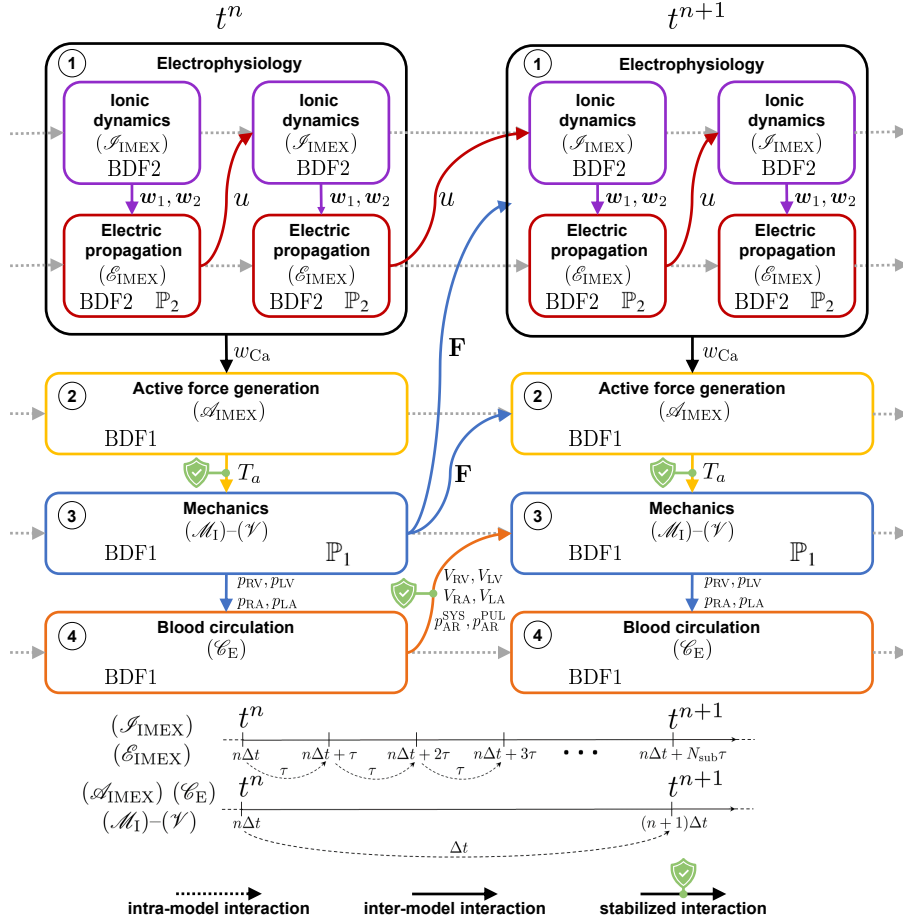 t^n t^{n+1}
1 Electrophysiology 1 Electrophysiology
Ionic dynamics Ionic dynamics Ionic dynamics Ionic dynamics
(ℐ_IMEX) (ℐ_IMEX) (ℐ_IMEX) (ℐ_IMEX)
BDF2 BDF2 BDF2 BDF2
w_1, w_2 u w_1, w_2 u w_1, w_2 u w_1, w_2
Electric propagation Electric propagation Electric propagation Electric propagation
(ℰ_IMEX) (ℰ_IMEX) (ℰ_IMEX) (ℰ_IMEX)
BDF2 ℙ_2 BDF2 ℙ_2 BDF2 ℙ_2 BDF2 ℙ_2
w_Ca F w_Ca
2 Active force generation 2 Active force generation
(𝒜_IMEX) (𝒜_IMEX)
BDF1 BDF1
T_a F T_a
3 Mechanics 3 Mechanics
(ℳ_I)–(𝒱) (ℳ_I)–(𝒱)
BDF1 ℙ_1 BDF1 ℙ_1
p_RV, p_LV V_RV, V_LV p_RV, p_LV
p_RA, p_LA V_RA, V_LA p_RA, p_LA
p_AR^SYS, p_AR^PUL
4 Blood circulation 4 Blood circulation
(𝒞_E) (𝒞_E)
BDF1 BDF1
t^n t^{n+1}
(ℐ_IMEX)
(ℰ_IMEX)
nΔt nΔt + τ nΔt + 2τ nΔt + 3τ • • • nΔt + N_sub τ
τ τ τ
t^n t^{n+1}
(𝒜_IMEX) (𝒞_E)
(ℳ_I)–(𝒱)
nΔt (n + 1)Δt
Δt
intra-model interaction inter-model interaction stabilized interaction